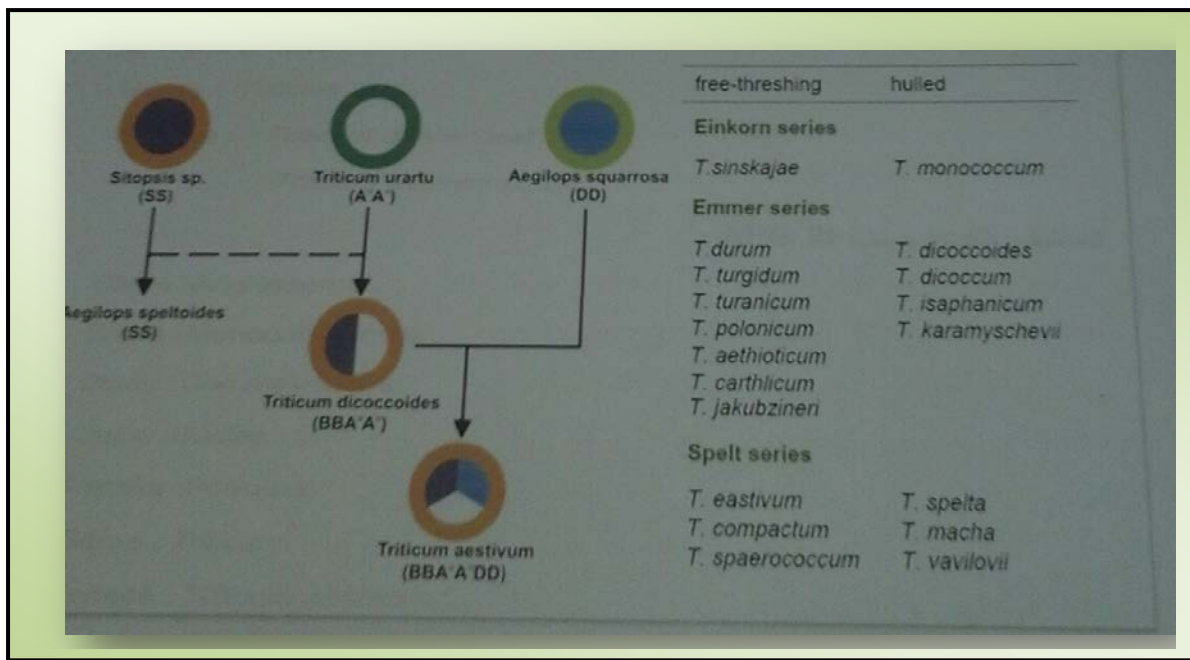 Sitopsis sp.
(SS)
Triticum urartu
(AᵘAᵘ)
Aegilops squarrosa
(DD)
Aegilops speltoides
(SS)
Triticum dicoccoides
(BBAᵘAᵘ)
Triticum aestivum
(BBAᵘAᵘDD)
free-threshing hulled
Einkorn series
T.sinskajae T. monococcum
Emmer series
T.durum T. dicoccoides
T. turgidum T. dicoccum
T. turanicum T. isaphanicum
T. polonicum T. karamyschevii
T. aethioticum
T. carthlicum
T. jakubzineri
Spelt series
T. eastivum T. spelta
T. compactum T. macha
T. spaerococcum T. vavilovii